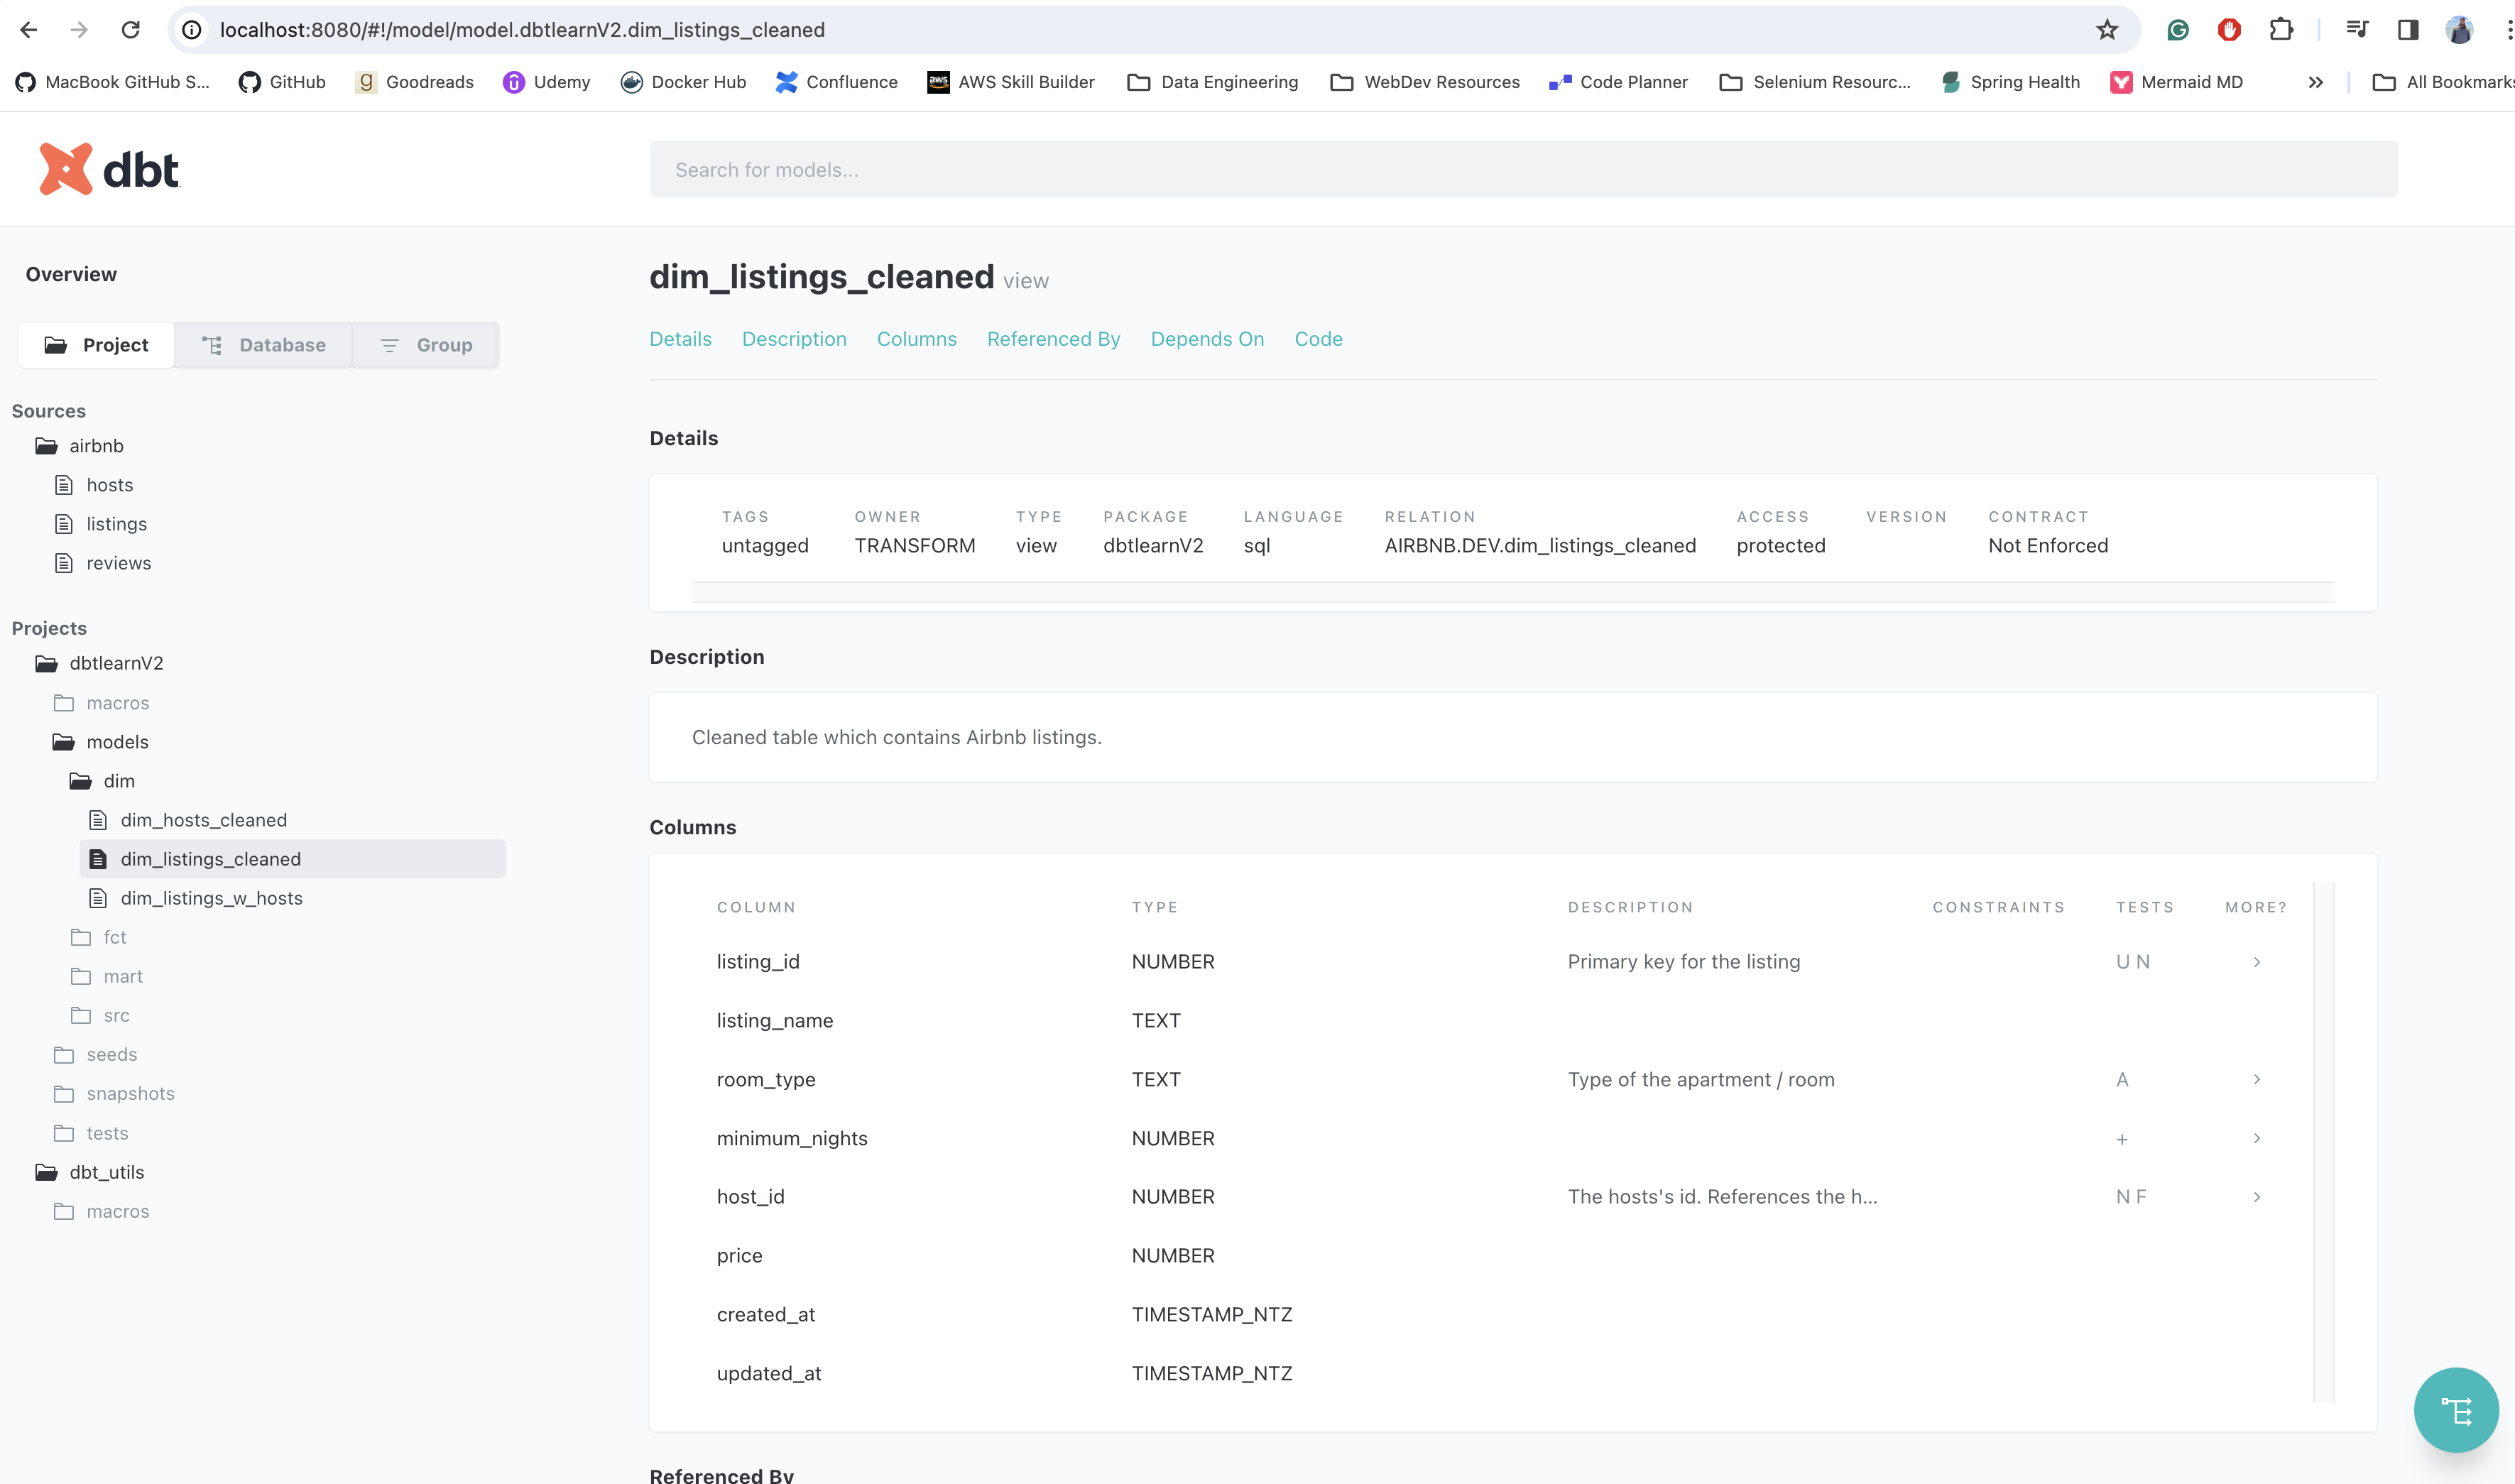 localhost:8080/#!/model/model.dbtlearnV2.dim_listings_cleaned
MacBook GitHub S... GitHub Goodreads Udemy Docker Hub Confluence AWS Skill Builder Data Engineering WebDev Resources Code Planner Selenium Resourc... Spring Health Mermaid MD All Bookmarks
dbt
Search for models...
Overview
Project Database Group
Sources
airbnb
hosts
listings
reviews
Projects
dbtlearnV2
macros
models
dim
dim_hosts_cleaned
dim_listings_cleaned
dim_listings_w_hosts
fct
mart
src
seeds
snapshots
tests
dbt_utils
macros
dim_listings_cleaned view
Details Description Columns Referenced By Depends On Code
Details
TAGS OWNER TYPE PACKAGE LANGUAGE RELATION ACCESS VERSION CONTRACT
untagged TRANSFORM view dbtlearnV2 sql AIRBNB.DEV.dim_listings_cleaned protected Not Enforced
Description
Cleaned table which contains Airbnb listings.
Columns
COLUMN TYPE DESCRIPTION CONSTRAINTS TESTS MORE?
listing_id NUMBER Primary key for the listing U N >
listing_name TEXT
room_type TEXT Type of the apartment / room A >
minimum_nights NUMBER + >
host_id NUMBER The hosts's id. References the h... N F >
price NUMBER
created_at TIMESTAMP_NTZ
updated_at TIMESTAMP_NTZ
Referenced By